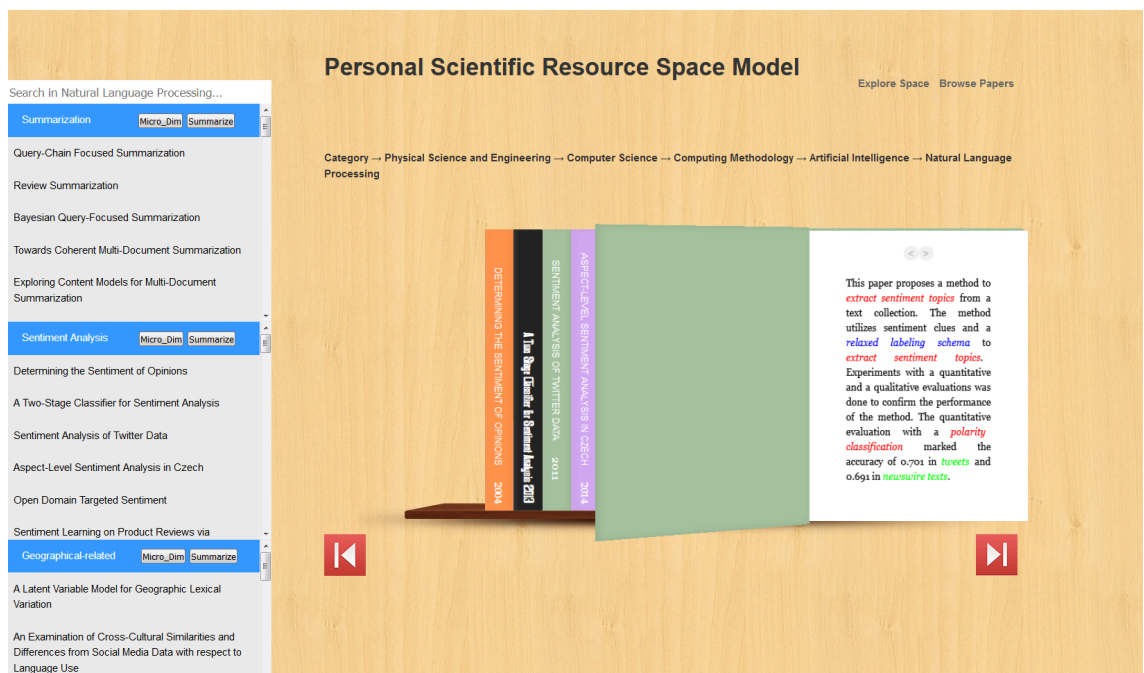 Personal Scientific Resource Space Model
Explore Space Browse Papers
Search in Natural Language Processing...
Summarization Micro_Dim Summarize
Query-Chain Focused Summarization
Review Summarization
Bayesian Query-Focused Summarization
Towards Coherent Multi-Document Summarization
Exploring Content Models for Multi-Document
Summarization
Sentiment Analysis Micro_Dim Summarize
Determining the Sentiment of Opinions
A Two-Stage Classifier for Sentiment Analysis
Sentiment Analysis of Twitter Data
Aspect-Level Sentiment Analysis in Czech
Open Domain Targeted Sentiment
Sentiment Learning on Product Reviews via
Geographical-related Micro_Dim Summarize
A Latent Variable Model for Geographic Lexical
Variation
An Examination of Cross-Cultural Similarities and
Differences from Social Media Data with respect to
Language Use
Category → Physical Science and Engineering → Computer Science → Computing Methodology → Artificial Intelligence → Natural Language
Processing
DETERMINING THE SENTIMENT OF OPINIONS 2004
A Two Stage Classifier for Sentiment Analysis 2013
SENTIMENT ANALYSIS OF TWITTER DATA 2011
ASPECT-LEVEL SENTIMENT ANALYSIS IN CZECH 2014
< >
This paper proposes a method to
extract sentiment topics from a
text collection. The method
utilizes sentiment clues and a
relaxed labeling schema to
extract sentiment topics.
Experiments with a quantitative
and a qualitative evaluations was
done to confirm the performance
of the method. The quantitative
evaluation with a polarity
classification marked the
accuracy of 0.701 in tweets and
0.691 in newswire texts.